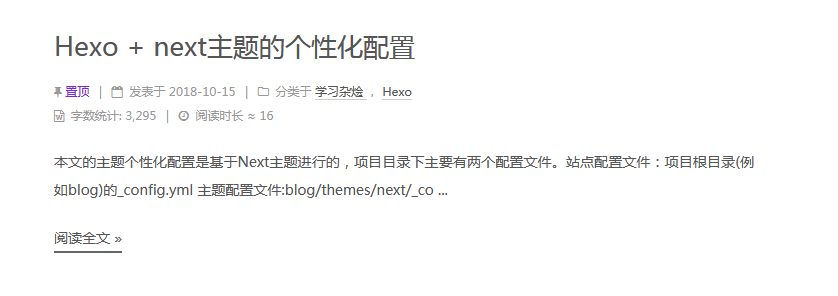 Hexo + next主题的个性化配置
置顶 | 发表于 2018-10-15 | 分类于 学习杂烩 , Hexo
字数统计: 3,295 | 阅读时长 ≈ 16
本文的主题个性化配置是基于Next主题进行的，项目目录下主要有两个配置文件。站点配置文件：项目根目录(例
如blog)的_config.yml 主题配置文件:blog/themes/next/_co ...
阅读全文 »